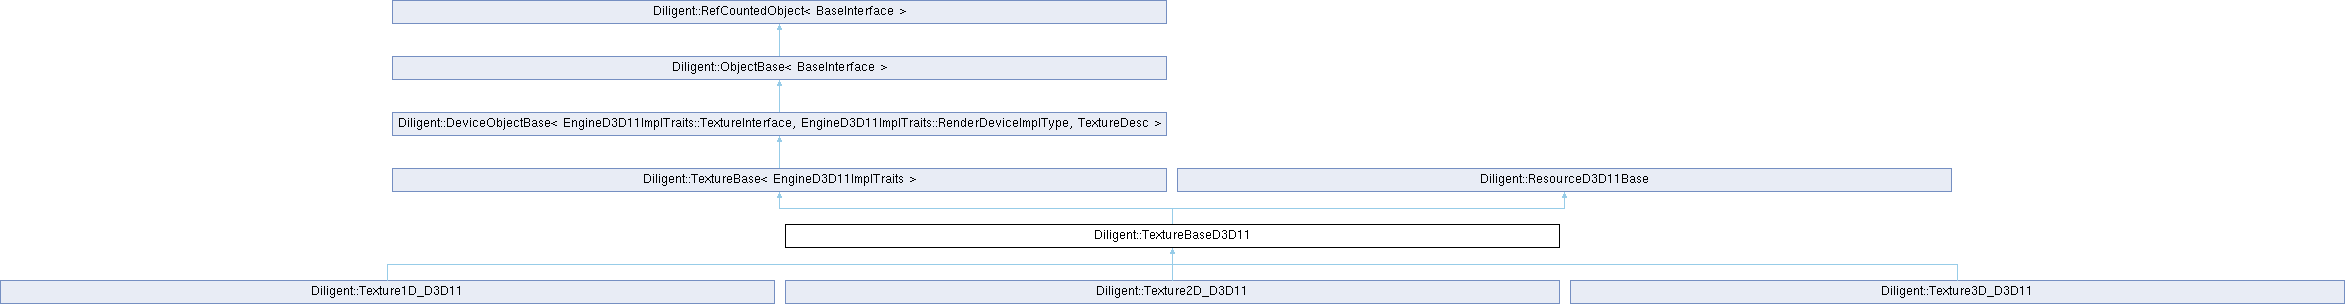 Diligent::RefCountedObject< BaseInterface >
Diligent::ObjectBase< BaseInterface >
Diligent::DeviceObjectBase< EngineD3D11ImplTraits::TextureInterface, EngineD3D11ImplTraits::RenderDeviceImplType, TextureDesc >
Diligent::TextureBase< EngineD3D11ImplTraits >
Diligent::ResourceD3D11Base
Diligent::TextureBaseD3D11
Diligent::Texture1D_D3D11
Diligent::Texture2D_D3D11
Diligent::Texture3D_D3D11